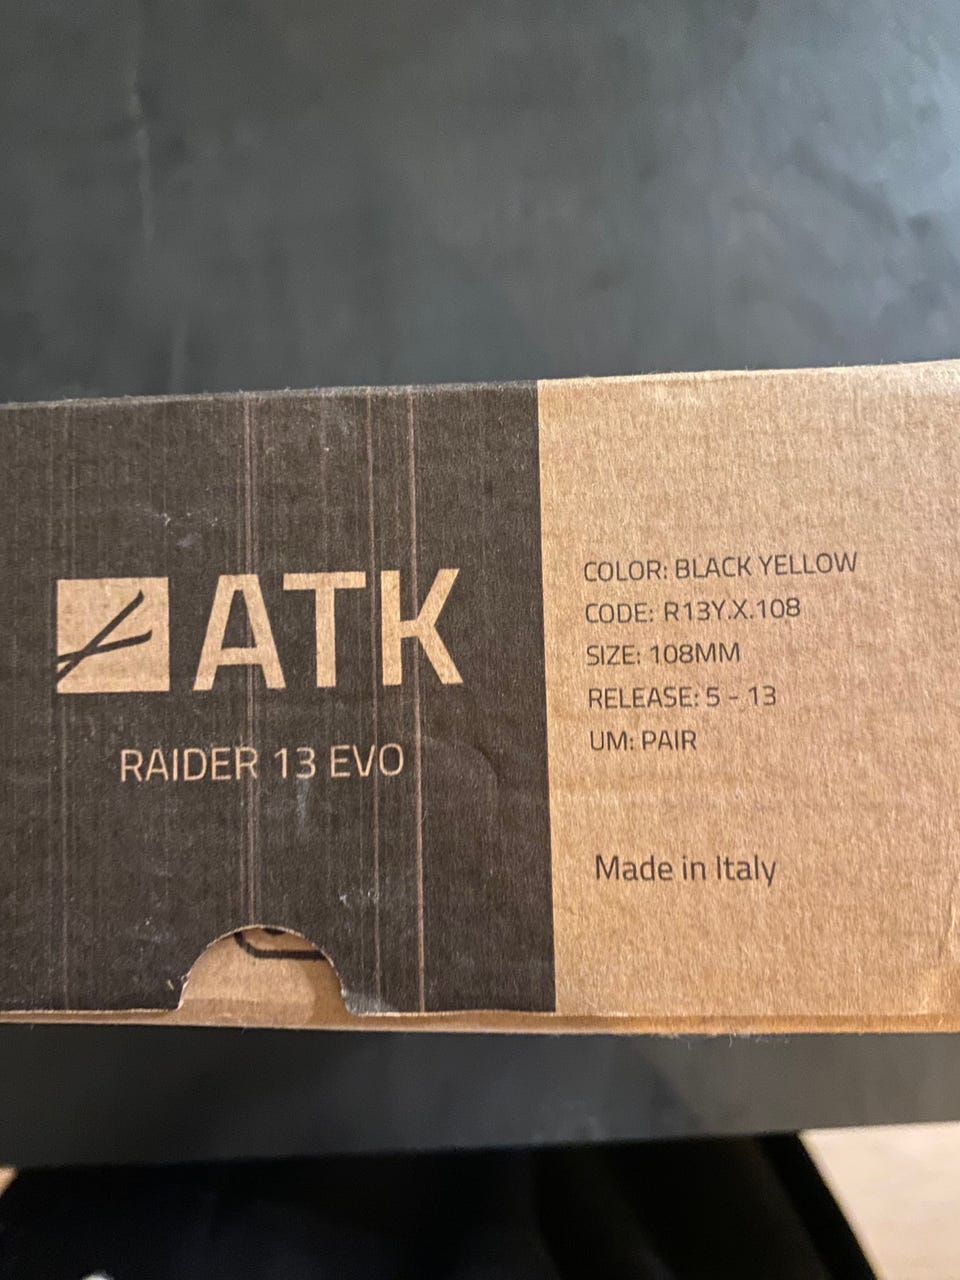 ATK
RAIDER 13 EVO
COLOR: BLACK YELLOW
CODE: R13Y.X.108
SIZE: 108MM
RELEASE: 5 - 13
UM: PAIR
Made in Italy